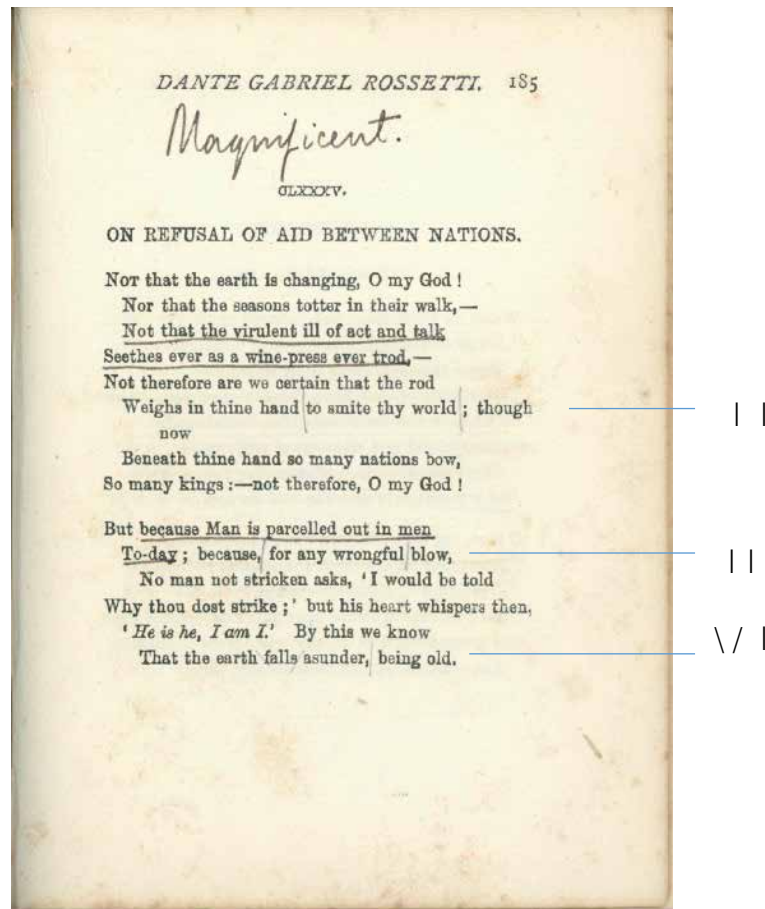 DANTE GABRIEL ROSSETTI. 185
Magnificent.
CLXXXV.
ON REFUSAL OF AID BETWEEN NATIONS.
NOT that the earth is changing, O my God !
Nor that the seasons totter in their walk,—
Not that the virulent ill of act and talk
Seethes ever as a wine-press ever trod,—
Not therefore are we certain that the rod
Weighs in thine hand | to smite thy world | ; though | |
now
Beneath thine hand so many nations bow,
So many kings :—not therefore, O my God !
But because Man is parcelled out in men
To-day ; because, | for any wrongful | blow, | |
No man not stricken asks, ‘ I would be told
Why thou dost strike ; ’ but his heart whispers then,
‘ He is he, I am I.’ By this we know
That the earth falls \/ asunder, | being old. \/ |